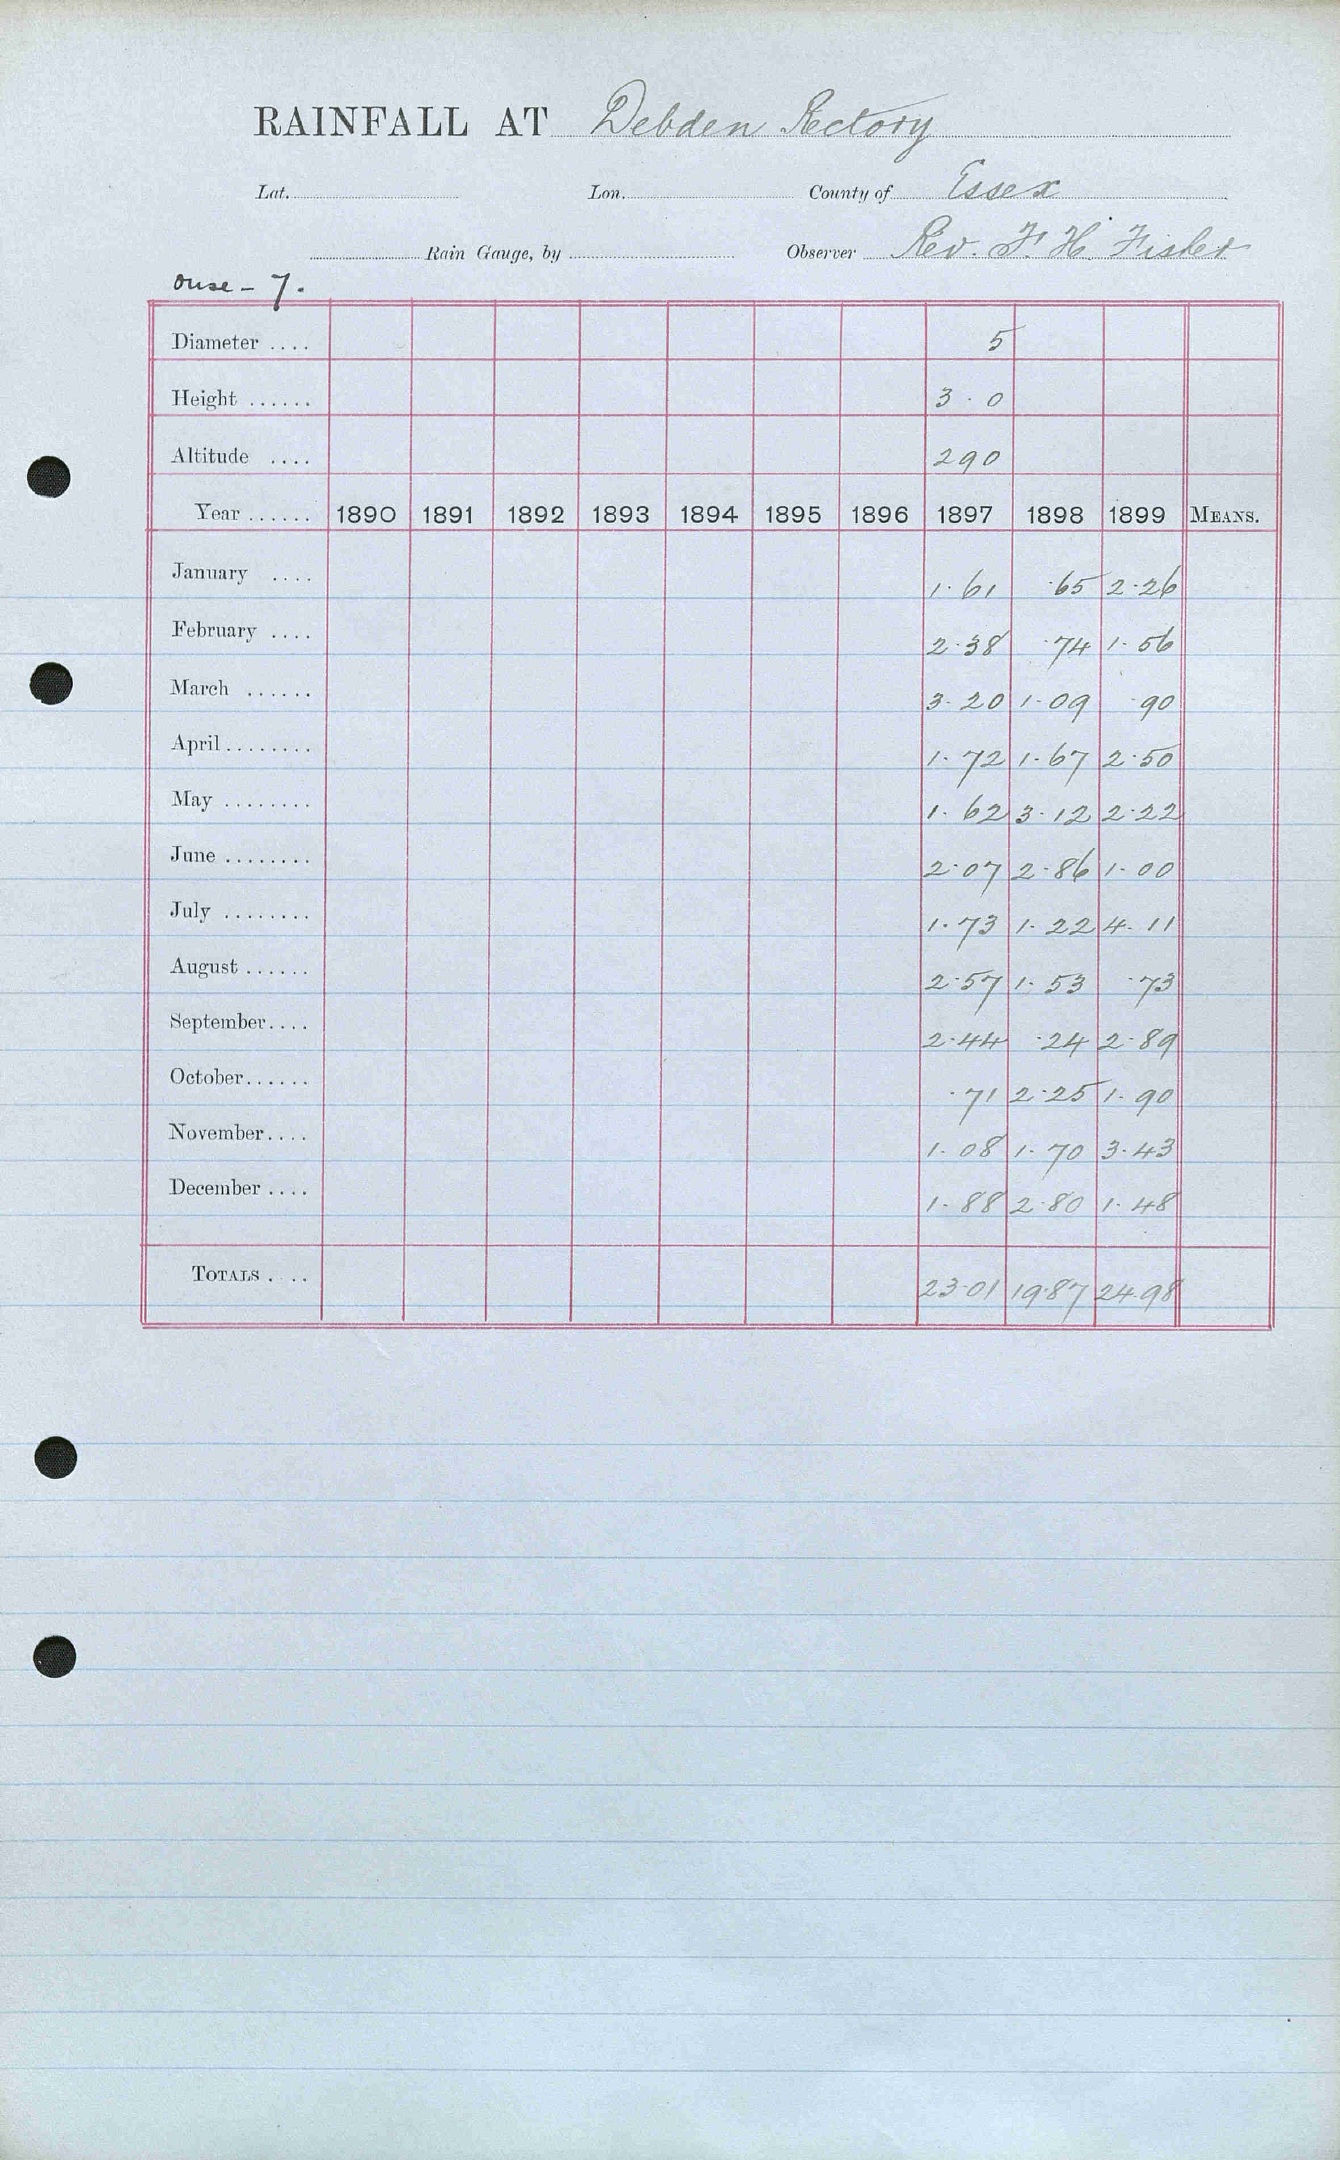 RAINFALL AT Debden Rectory
Lat. Lon. County of Essex
Rain Gauge, by Observer Rev. F. H. Fisher
ouse - 7.
Diameter .... 5
Height ...... 3.0
Altitude .... 290
Year ...... 1890 1891 1892 1893 1894 1895 1896 1897 1898 1899 MEANS.
January .... 1.61 .65 2.26
February .... 2.38 .74 1.56
March ...... 3.20 1.09 .90
April ........ 1.72 1.67 2.50
May ........ 1.62 3.12 2.22
June ........ 2.07 2.86 1.00
July ........ 1.73 1.22 4.11
August ...... 2.57 1.53 .73
September .... 2.44 .24 2.89
October ...... .71 2.25 1.90
November .... 1.08 1.70 3.43
December .... 1.88 2.80 1.48
TOTALS .... 23.01 19.87 24.98